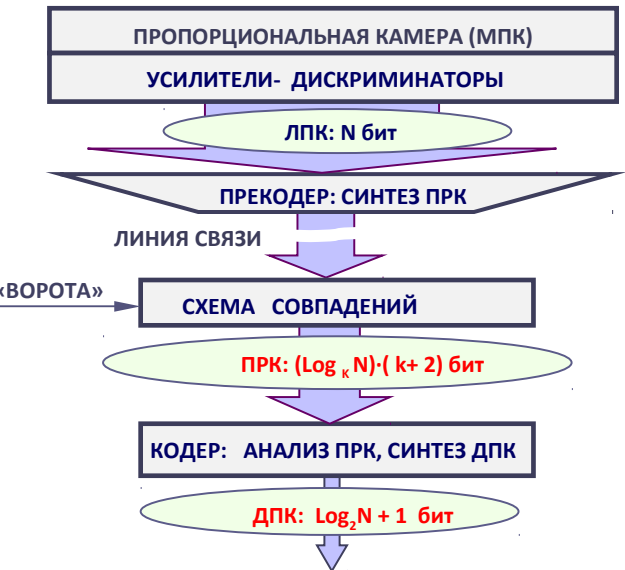 ПРОПОРЦИОНАЛЬНАЯ КАМЕРА (МПК)
УСИЛИТЕЛИ- ДИСКРИМИНАТОРЫ
ЛПК: N бит
ПРЕКОДЕР: СИНТЕЗ ПРК
ЛИНИЯ СВЯЗИ
«ВОРОТА»
СХЕМА СОВПАДЕНИЙ
ПРК: (Log K N)·( k+ 2) бит
КОДЕР: АНАЛИЗ ПРК, СИНТЕЗ ДПК
ДПК: Log2N + 1 бит